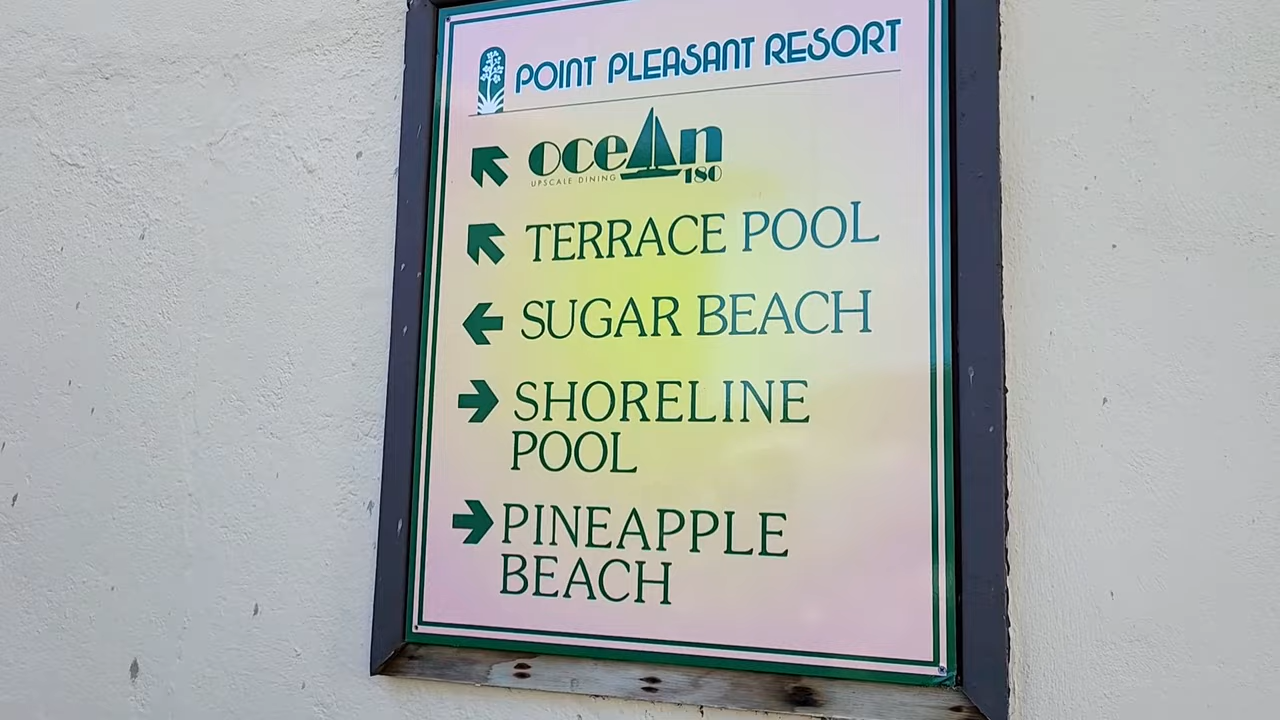 POINT PLEASANT RESORT
oceAn
UPSCALE DINING 180
TERRACE POOL
SUGAR BEACH
SHORELINE
POOL
PINEAPPLE
BEACH